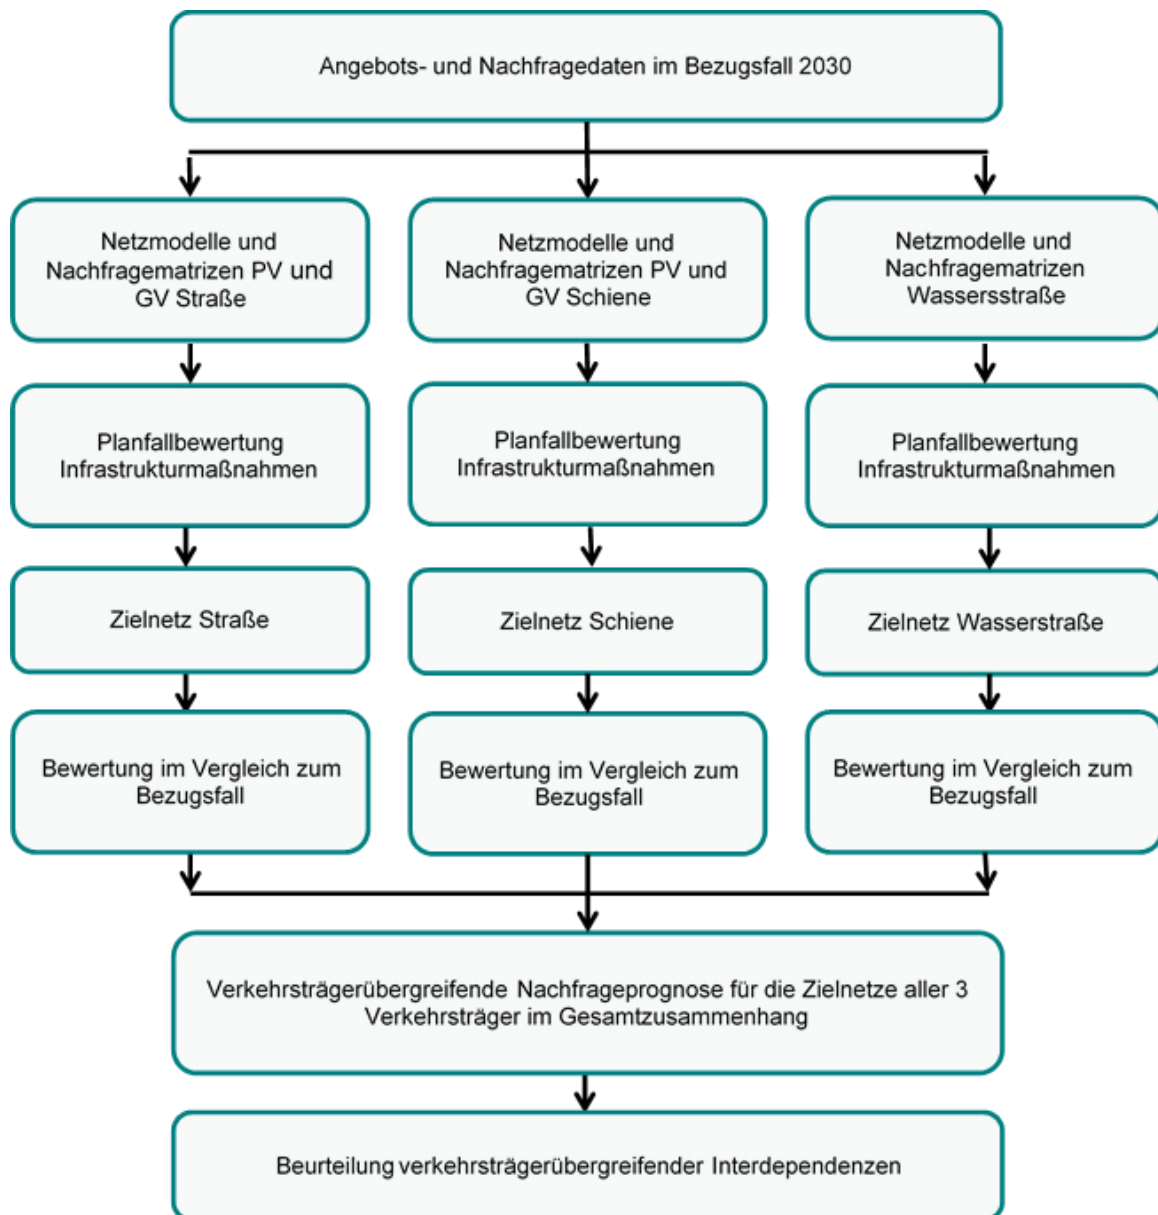 Angebots- und Nachfragedaten im Bezugsfall 2030
Netzmodelle und
Nachfragematrizen PV und
GV Straße
Netzmodelle und
Nachfragematrizen PV und
GV Schiene
Netzmodelle und
Nachfragematrizen
Wassersstraße
Planfallbewertung
Infrastrukturmaßnahmen
Planfallbewertung
Infrastrukturmaßnahmen
Planfallbewertung
Infrastrukturmaßnahmen
Zielnetz Straße
Zielnetz Schiene
Zielnetz Wasserstraße
Bewertung im Vergleich zum
Bezugsfall
Bewertung im Vergleich zum
Bezugsfall
Bewertung im Vergleich zum
Bezugsfall
Verkehrsträgerübergreifende Nachfrageprognose für die Zielnetze aller 3
Verkehrsträger im Gesamtzusammenhang
Beurteilung verkehrsträgerübergreifender Interdependenzen